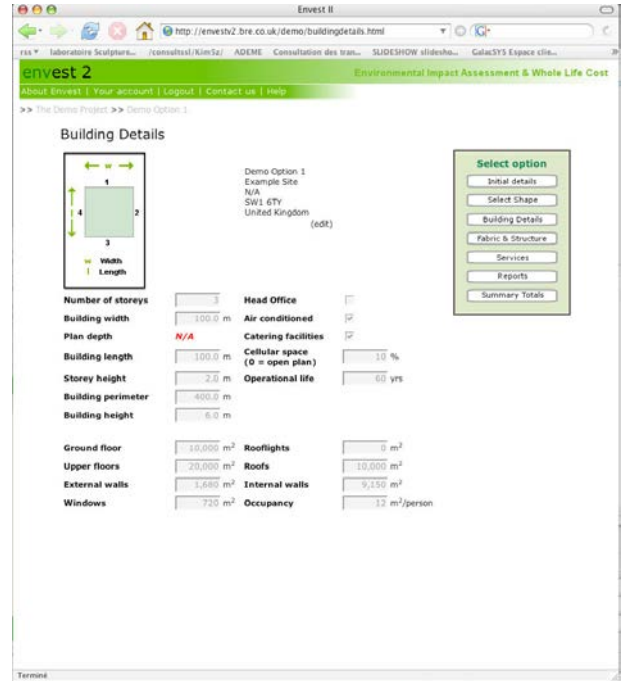 Envest II
http://envestv2.bre.co.uk/demo/buildingdetails.html
G
rss laboratoire Sculpture... /consultssl/Kim5z/ ADEME Consultation des tran... SLIDESHOW slidesho... GalacSYS Espace clie...
envest 2
Environmental Impact Assessment & Whole Life Cost
About Envest | Your account | Logout | Contact us | Help
>> The Demo Project >> Demo Option 1
Building Details
w
1
l 4 2
3
w Width
l Length
Demo Option 1
Example Site
N/A
SW1 6TY
United Kingdom
(edit)
Select option
Initial details
Select Shape
Building Details
Fabric & Structure
Services
Reports
Summary Totals
Number of storeys 3 Head Office
Building width 100.0 m Air conditioned
Plan depth N/A Catering facilities
Building length 100.0 m Cellular space (0 = open plan) 10 %
Storey height 2.0 m Operational life 60 yrs
Building perimeter 400.0 m
Building height 6.0 m
Ground floor 10,000 m² Rooflights 0 m²
Upper floors 20,000 m² Roofs 10,000 m²
External walls 1,680 m² Internal walls 9,150 m²
Windows 720 m² Occupancy 12 m²/person
Terminé